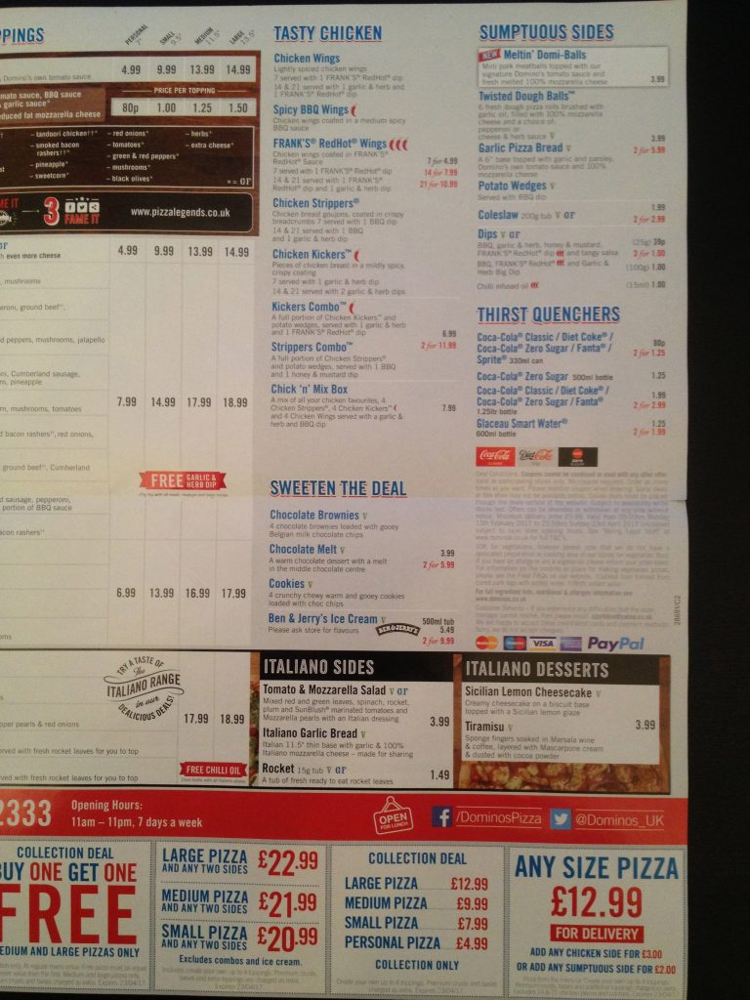 PPINGS
PERSONAL 7"
SMALL 9.5"
MEDIUM 11.5"
LARGE 13.5"
Domino's own tomato sauce 4.99 9.99 13.99 14.99
PRICE PER TOPPING
mato sauce, BBQ sauce
garlic sauce*
educed fat mozzarella cheese
80p 1.00 1.25 1.50
- tandoori chicken††*
- smoked bacon
rashers††*
- pineapple*
- sweetcorn*
- red onions*
- tomatoes*
- green & red peppers*
- mushrooms*
- black olives*
- herbs*
- extra cheese*
*= GF
ME IT
3 FAME IT
www.pizzalegends.co.uk
GF
h even more cheese 4.99 9.99 13.99 14.99
, mushrooms
eroni, ground beef††,
d peppers, mushrooms, jalapeño
ni, Cumberland sausage,
rn, pineapple
rn, mushrooms, tomatoes 7.99 14.99 17.99 18.99
d bacon rashers††, red onions,
ground beef††, Cumberland
FREE GARLIC & HERB DIP
d sausage, pepperoni,
portion of BBQ sauce
acon rashers††
6.99 13.99 16.99 17.99
oms
TRY A TASTE OF
The
ITALIANO RANGE
in our
DEALICIOUS DEALS!
pper pearls & red onions 17.99 18.99
erved with fresh rocket leaves for you to top
FREE CHILLI OIL
rved with fresh rocket leaves for you to top
TASTY CHICKEN
Chicken Wings
Lightly spiced chicken wings
7 served with 1 FRANK'S® RedHot® dip
14 & 21 served with 1 garlic & herb and
1 FRANK'S® RedHot® dip
Spicy BBQ Wings
Chicken wings coated in a medium spicy
BBQ sauce
FRANK'S® RedHot® Wings
Chicken wings coated in FRANK'S®
RedHot® Sauce 7 for 4.99
7 served with 1 FRANK'S® RedHot® dip 14 for 7.99
14 & 21 served with 1 FRANK'S® 21 for 10.99
RedHot® dip and 1 garlic & herb dip
Chicken Strippers®
Chicken breast goujons, coated in crispy
breadcrumbs 7 served with 1 BBQ
14 and 21 served with 1 BBQ
and 1 garlic & herb dip
Chicken Kickers™
Pieces of chicken breast in a mildly spicy,
crispy coating
7 served with 1 garlic & herb dip
14 & 21 served with 2 garlic & herb dips
Kickers Combo™
A full portion of Chicken Kickers™ and
potato wedges, served with 1 garlic & herb
and 1 FRANK'S® RedHot® dip 6.99
Strippers Combo™ 2 for 11.99
A full portion of Chicken Strippers®
and potato wedges, served with 1 BBQ
and 1 honey & mustard dip
Chick 'n' Mix Box
A mix of all your chicken favourites, 4 7.99
Chicken Strippers®, 4 Chicken Kickers™
and 4 Chicken Wings served with a garlic &
herb and BBQ dip
SWEETEN THE DEAL
Chocolate Brownies V
4 chocolate brownies loaded with gooey
Belgian milk chocolate chips
Chocolate Melt V 3.99
A warm chocolate dessert with a melt 2 for 5.99
in the middle chocolate centre
Cookies V
4 crunchy chewy warm and gooey cookies
loaded with choc chips
Ben & Jerry's Ice Cream V 500ml tub
Please ask store for flavours BEN & JERRY'S 5.49
2 for 9.99
SUMPTUOUS SIDES
NEW Meltin' Domi-Balls
Mini pork meatballs topped with our
signature Domino's tomato sauce and
fresh melted 100% mozzarella cheese 3.99
Twisted Dough Balls™
6 fresh dough pizza rolls brushed with
garlic oil, filled with 100% mozzarella
cheese and a choice of:
pepperoni or
cheese & herb sauce V 3.99
Garlic Pizza Bread V 2 for 5.99
A 6" base topped with garlic and parsley,
Domino's own tomato sauce and 100%
mozzarella cheese
Potato Wedges V
Served with BBQ dip
1.99
Coleslaw 200g tub V GF 2 for 2.99
Dips V GF (25g) 39p
BBQ, garlic & herb, honey & mustard, 3 for 1.00
FRANK'S® RedHot® dip and tangy salsa
BBQ, FRANK'S® RedHot® and Garlic & (100g) 1.00
Herb Big Dip
Chilli infused oil (15ml) 1.00
THIRST QUENCHERS
Coca-Cola® Classic / Diet Coke® / 80p
Coca-Cola® Zero Sugar / Fanta® / 2 for 1.25
Sprite® 330ml can
Coca-Cola® Zero Sugar 500ml bottle 1.25
Coca-Cola® Classic / Diet Coke® / 1.99
Coca-Cola® Zero Sugar / Fanta® 2 for 2.99
1.25ltr bottle
Glaceau Smart Water® 1.25
600ml bottle 2 for 1.99
Coca-Cola
Diet Coke
For full ingredient lists, nutritional & allergens information see
www.dominos.co.uk
28691/C2
MasterCard VISA PayPal
ITALIANO SIDES
Tomato & Mozzarella Salad V GF
Mixed red and green leaves, spinach, rocket,
plum and SunBlush® marinated tomatoes and
Mozzarella pearls with an Italian dressing 3.99
Italiano Garlic Bread V
Italian 11.5" thin base with garlic & 100%
Italiano mozzarella cheese – made for sharing
Rocket 15g tub V GF 1.49
A tub of fresh ready to eat rocket leaves
ITALIANO DESSERTS
Sicilian Lemon Cheesecake V
Creamy cheesecake on a biscuit base
topped with a Sicilian lemon glaze
Tiramisu V 3.99
Sponge fingers soaked in Marsala wine
& coffee, layered with Mascarpone cream
& dusted with cocoa powder
2333
Opening Hours:
11am – 11pm, 7 days a week
OPEN
FOR LUNCH
f /DominosPizza
@Dominos_UK
COLLECTION DEAL
BUY ONE GET ONE
FREE
MEDIUM AND LARGE PIZZAS ONLY
LARGE PIZZA
AND ANY TWO SIDES £22.99
MEDIUM PIZZA
AND ANY TWO SIDES £21.99
SMALL PIZZA
AND ANY TWO SIDES £20.99
Excludes combos and ice cream.
COLLECTION DEAL
LARGE PIZZA £12.99
MEDIUM PIZZA £9.99
SMALL PIZZA £7.99
PERSONAL PIZZA £4.99
COLLECTION ONLY
ANY SIZE PIZZA
£12.99
FOR DELIVERY
ADD ANY CHICKEN SIDE FOR £3.00
OR ADD ANY SUMPTUOUS SIDE FOR £2.00